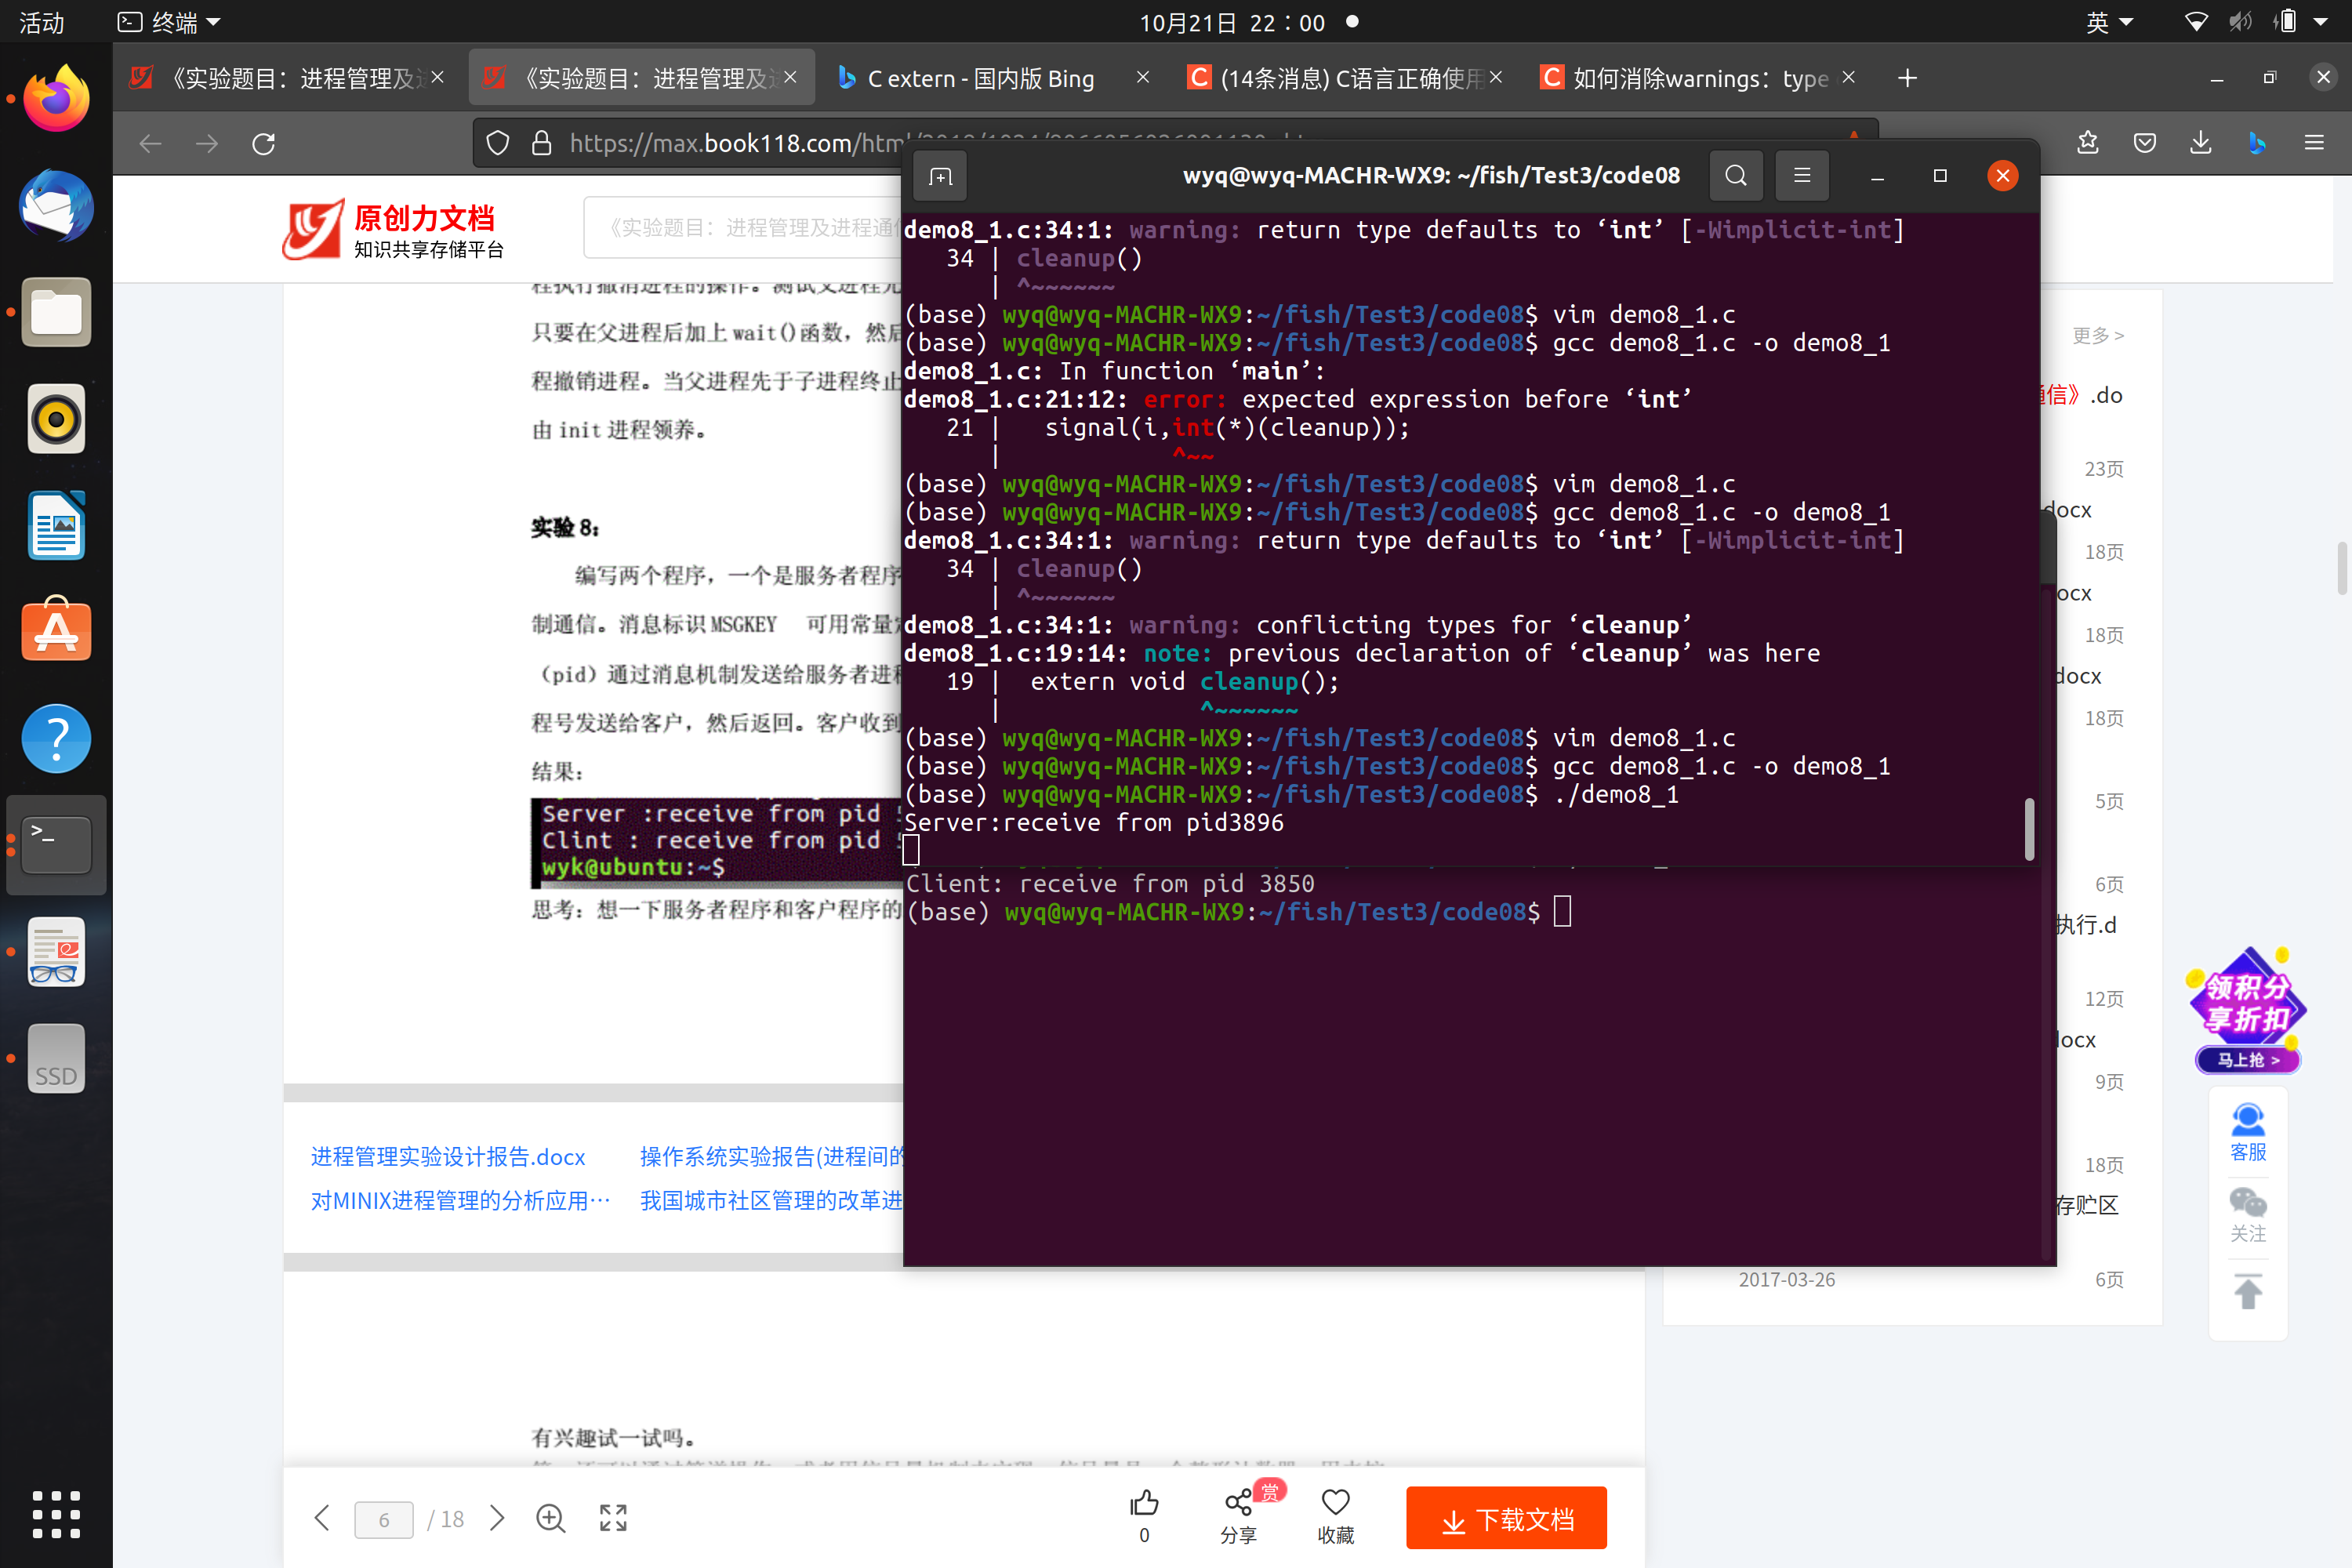 活动
终端
10月21日 22：00
英
《实验题目：进程管理及
《实验题目：进程管理及
C extern - 国内版 Bing
(14条消息) C语言正确使用
如何消除warnings：type
https://max.book118.com/htm
原创力文档
知识共享存储平台
《实验题目：进程管理及进程通
只要在父进程后加上 wait()函数，然后
程撤销进程。当父进程先于子进程终止
由 init 进程领养。
实验 8：
编写两个程序，一个是服务者程序
制通信。消息标识 MSGKEY 可用常量
（pid）通过消息机制发送给服务者进
程号发送给客户，然后返回。客户收到
结果：
Server :receive from pid
Clint : receive from pid
wyk@ubuntu:~$
思考：想一下服务者程序和客户程序的
wyq@wyq-MACHR-WX9: ~/fish/Test3/code08
demo8_1.c:34:1: warning: return type defaults to ‘int’ [-Wimplicit-int]
34 | cleanup()
| ^~~~~~~
(base) wyq@wyq-MACHR-WX9:~/fish/Test3/code08$ vim demo8_1.c
(base) wyq@wyq-MACHR-WX9:~/fish/Test3/code08$ gcc demo8_1.c -o demo8_1
demo8_1.c: In function ‘main’:
demo8_1.c:21:12: error: expected expression before ‘int’
21 |   signal(i,int(*)(cleanup));
|            ^~~
(base) wyq@wyq-MACHR-WX9:~/fish/Test3/code08$ vim demo8_1.c
(base) wyq@wyq-MACHR-WX9:~/fish/Test3/code08$ gcc demo8_1.c -o demo8_1
demo8_1.c:34:1: warning: return type defaults to ‘int’ [-Wimplicit-int]
34 | cleanup()
| ^~~~~~~
demo8_1.c:34:1: warning: conflicting types for ‘cleanup’
demo8_1.c:19:14: note: previous declaration of ‘cleanup’ was here
19 |  extern void cleanup();
|              ^~~~~~~
(base) wyq@wyq-MACHR-WX9:~/fish/Test3/code08$ vim demo8_1.c
(base) wyq@wyq-MACHR-WX9:~/fish/Test3/code08$ gcc demo8_1.c -o demo8_1
(base) wyq@wyq-MACHR-WX9:~/fish/Test3/code08$ ./demo8_1
Server:receive from pid3896
Client: receive from pid 3850
(base) wyq@wyq-MACHR-WX9:~/fish/Test3/code08$
更多 >
信》.do
23页
docx
18页
ocx
18页
docx
18页
5页
6页
执行.d
12页
docx
9页
18页
存贮区
2017-03-26
6页
领积分
享折扣
马上抢 >
客服
关注
SSD
进程管理实验设计报告.docx
操作系统实验报告(进程间的
对MINIX进程管理的分析应用…
我国城市社区管理的改革进
有兴趣试一试吗。
6
/ 18
0
赏
分享
收藏
下载文档